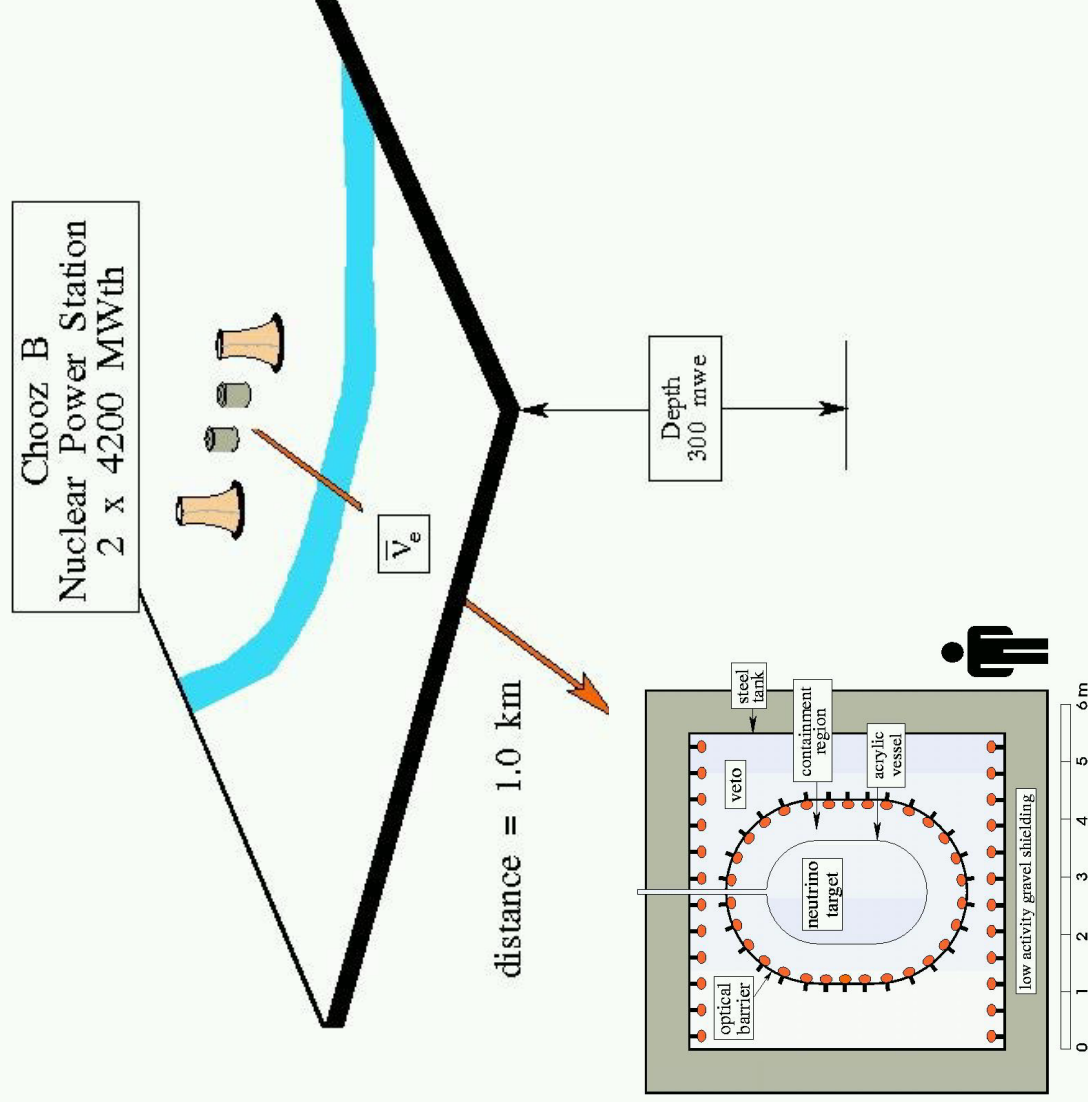 Chooz B
Nuclear Power Station
2 x 4200 MWth
ν̅e
distance = 1.0 km
Depth
300 mwe
steel
tank
containment
region
acrylic
vessel
veto
neutrino
target
optical
barrier
low activity gravel shielding
0 1 2 3 4 5 6 m